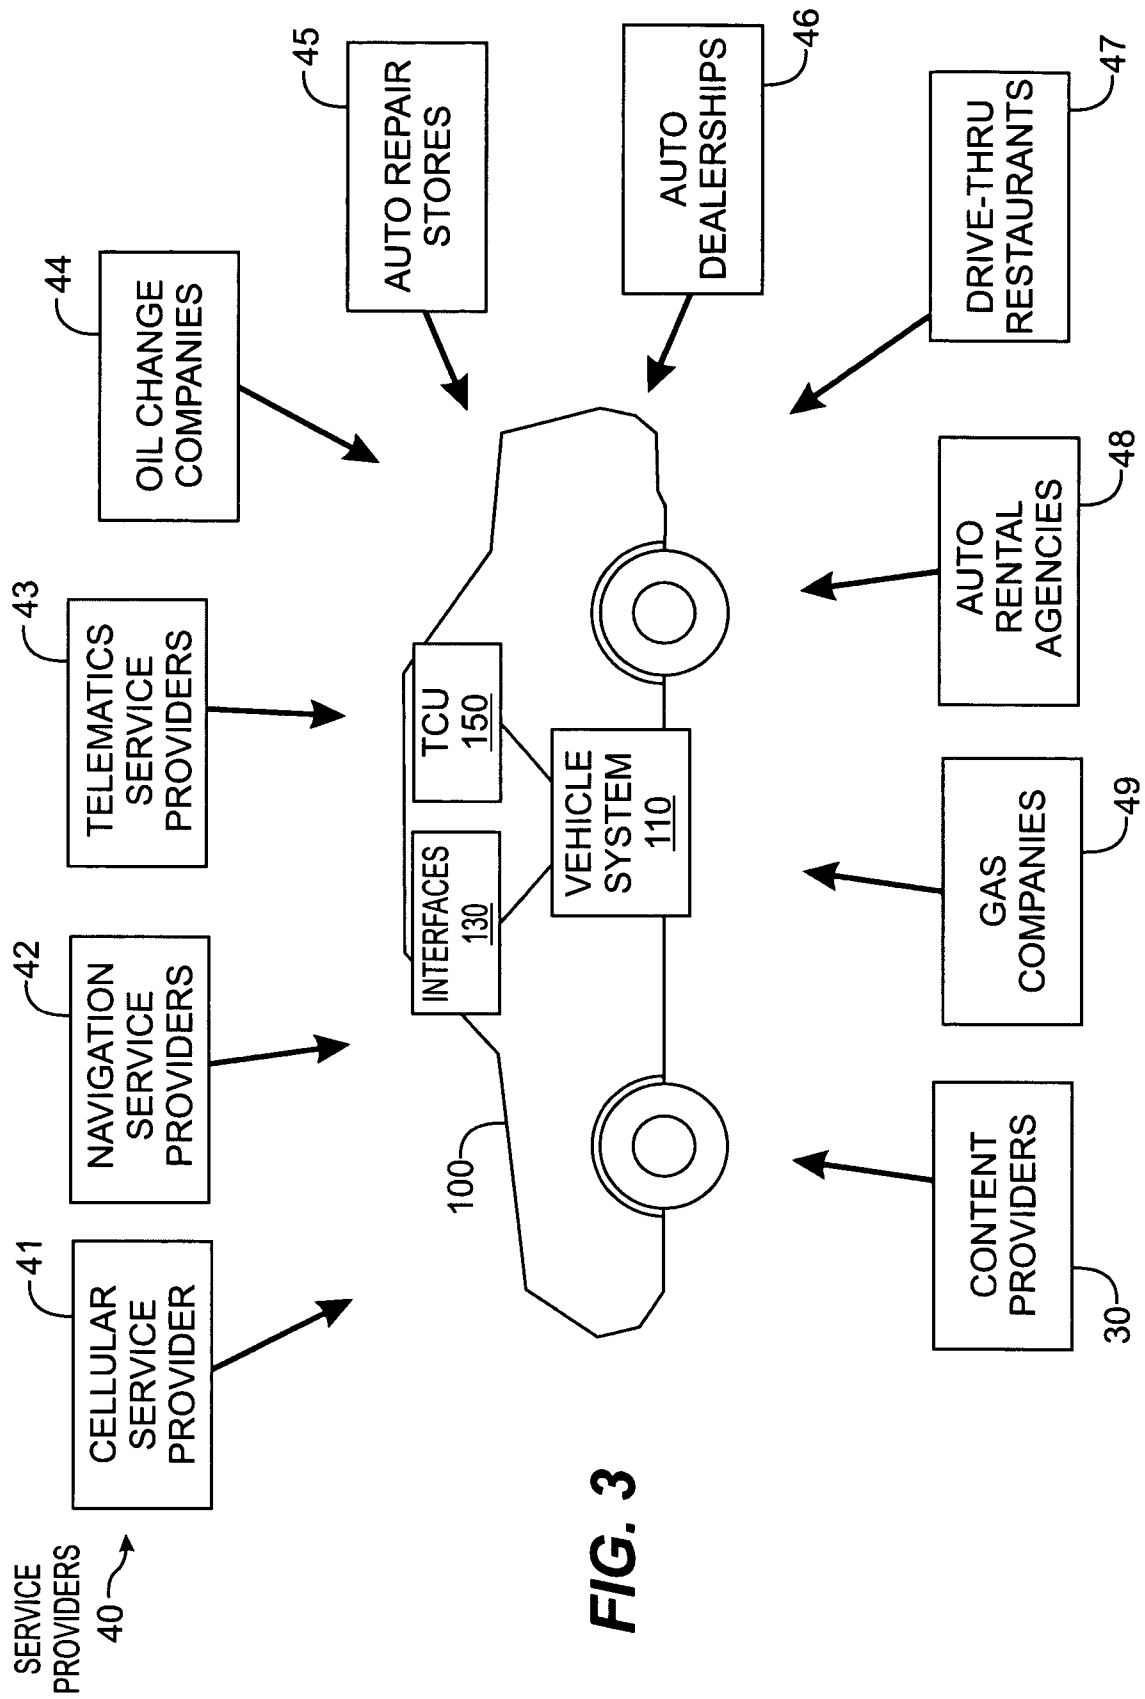 SERVICE
PROVIDERS
40
41
CELLULAR
SERVICE
PROVIDER
42
NAVIGATION
SERVICE
PROVIDERS
43
TELEMATICS
SERVICE
PROVIDERS
44
OIL CHANGE
COMPANIES
45
AUTO REPAIR
STORES
46
AUTO
DEALERSHIPS
47
DRIVE-THRU
RESTAURANTS
48
AUTO
RENTAL
AGENCIES
49
GAS
COMPANIES
30
CONTENT
PROVIDERS
100
INTERFACES
130
TCU
150
VEHICLE
SYSTEM
110
FIG. 3